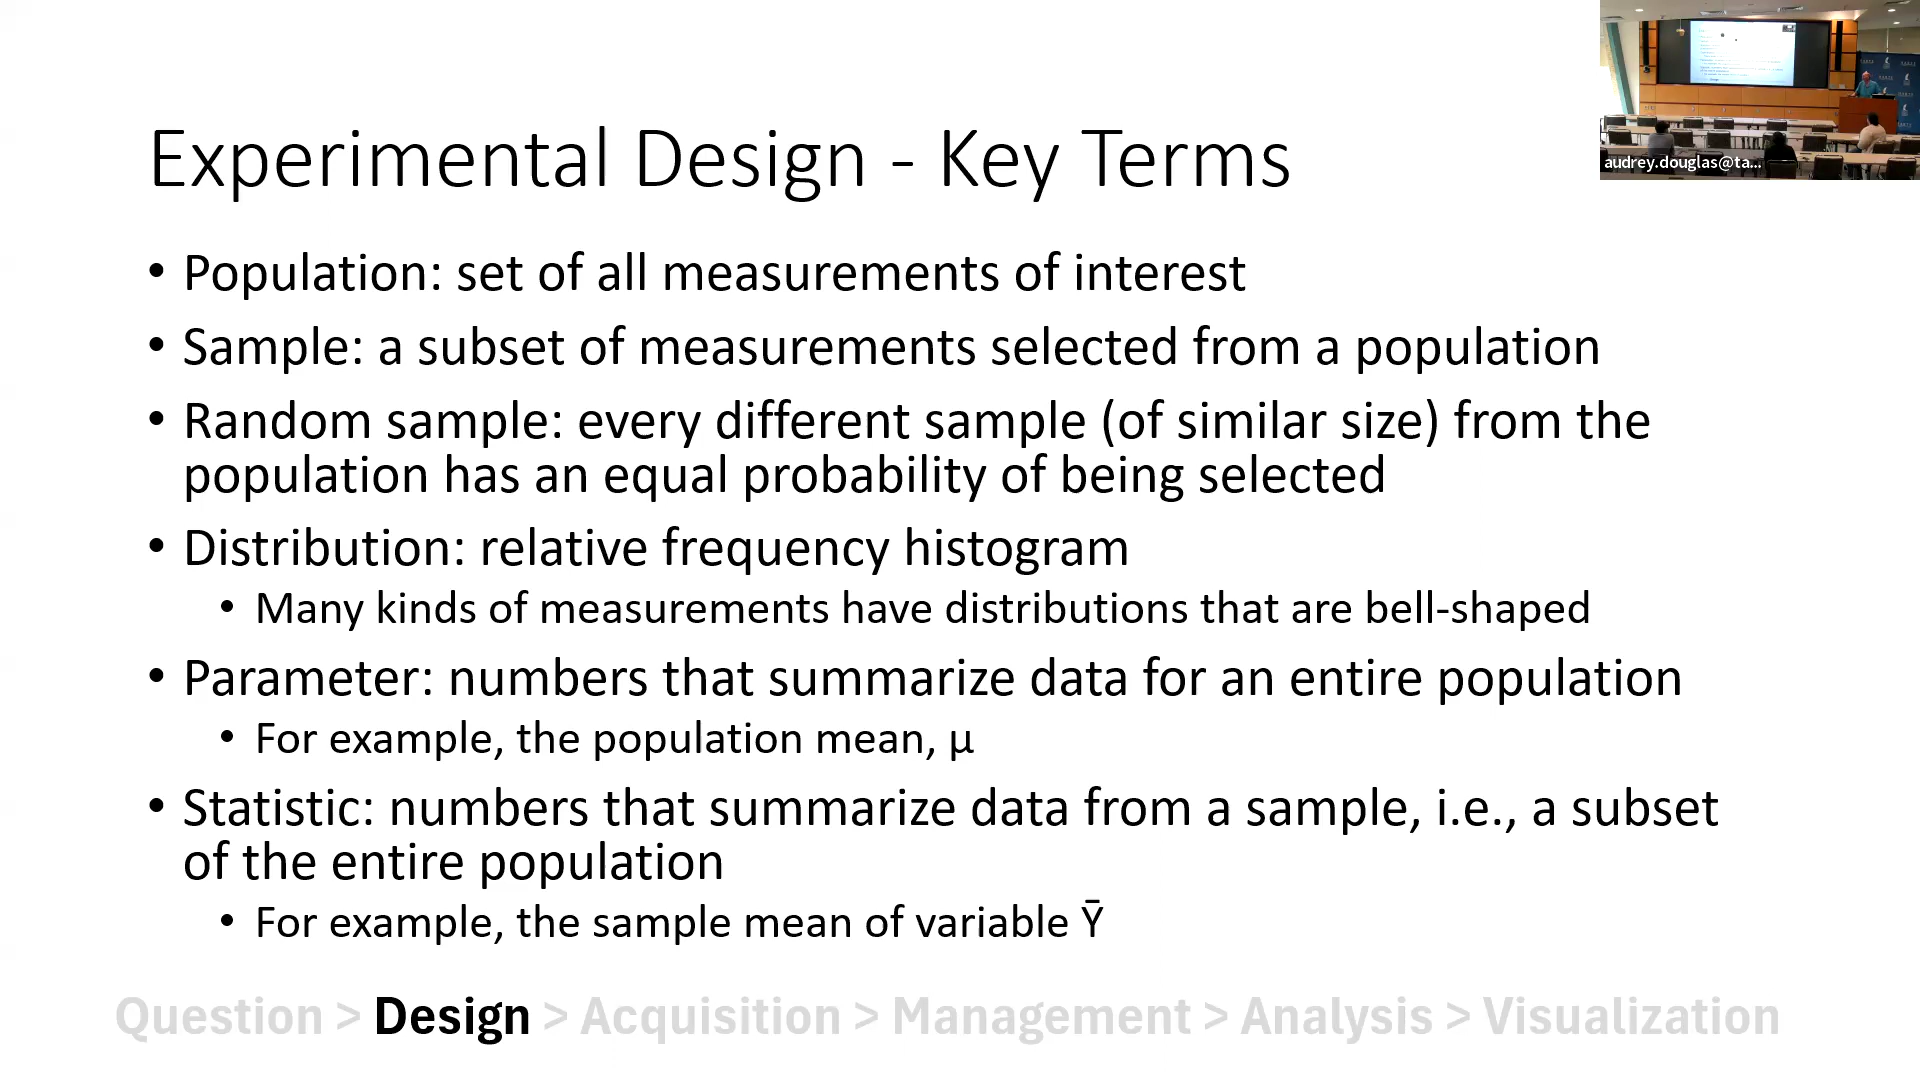 audrey.douglas@ta...
Experimental Design - Key Terms
• Population: set of all measurements of interest
• Sample: a subset of measurements selected from a population
• Random sample: every different sample (of similar size) from the
population has an equal probability of being selected
• Distribution: relative frequency histogram
• Many kinds of measurements have distributions that are bell-shaped
• Parameter: numbers that summarize data for an entire population
• For example, the population mean, µ
• Statistic: numbers that summarize data from a sample, i.e., a subset
of the entire population
• For example, the sample mean of variable Ȳ
Question > Design > Acquisition > Management > Analysis > Visualization